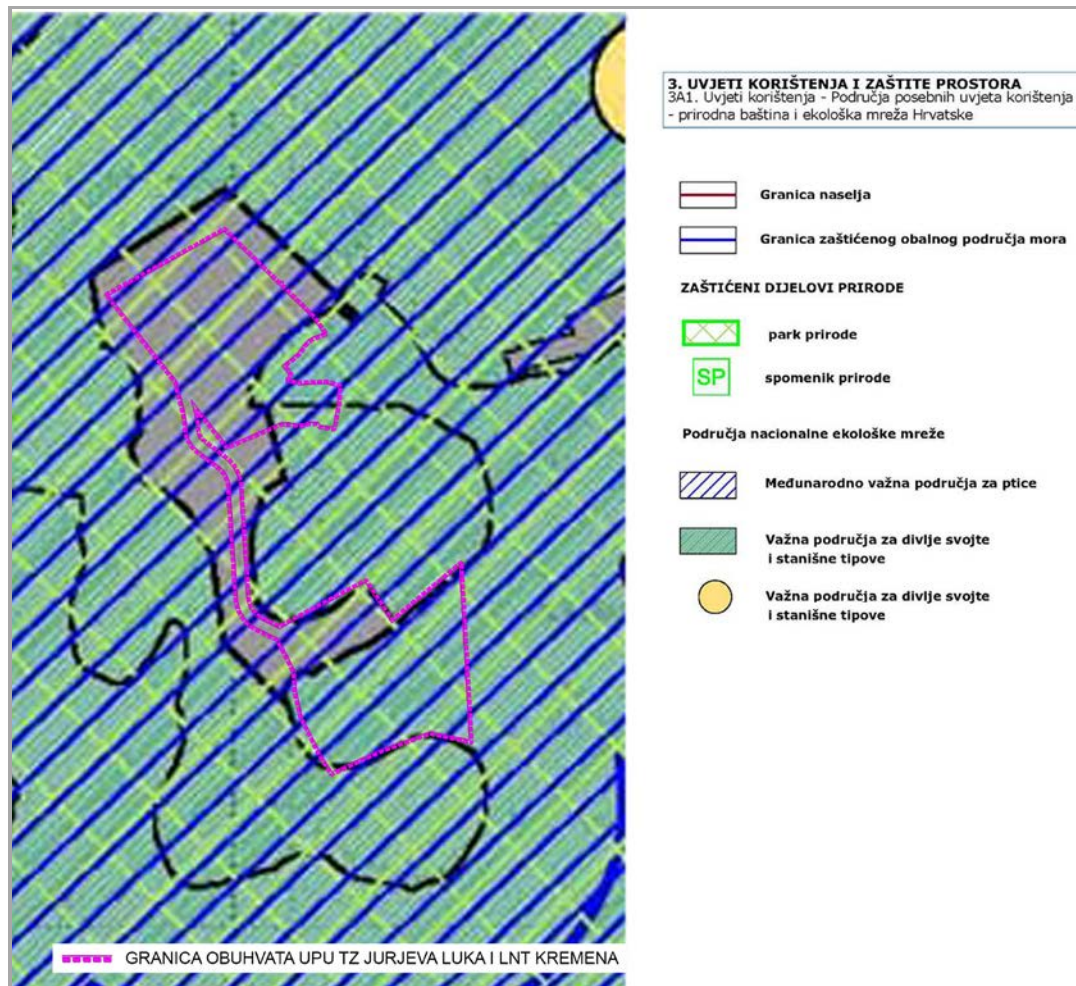 3. UVJETI KORIŠTENJA I ZAŠTITE PROSTORA
3A1. Uvjeti korištenja - Područja posebnih uvjeta korištenja
- prirodna baština i ekološka mreža Hrvatske
Granica naselja
Granica zaštićenog obalnog područja mora
ZAŠTIĆENI DIJELOVI PRIRODE
park prirode
SP
spomenik prirode
Područja nacionalne ekološke mreže
Međunarodno važna područja za ptice
Važna područja za divlje svojte
i stanišne tipove
Važna područja za divlje svojte
i stanišne tipove
GRANICA OBUHVATA UPU TZ JURJEVA LUKA I LNT KREMENA